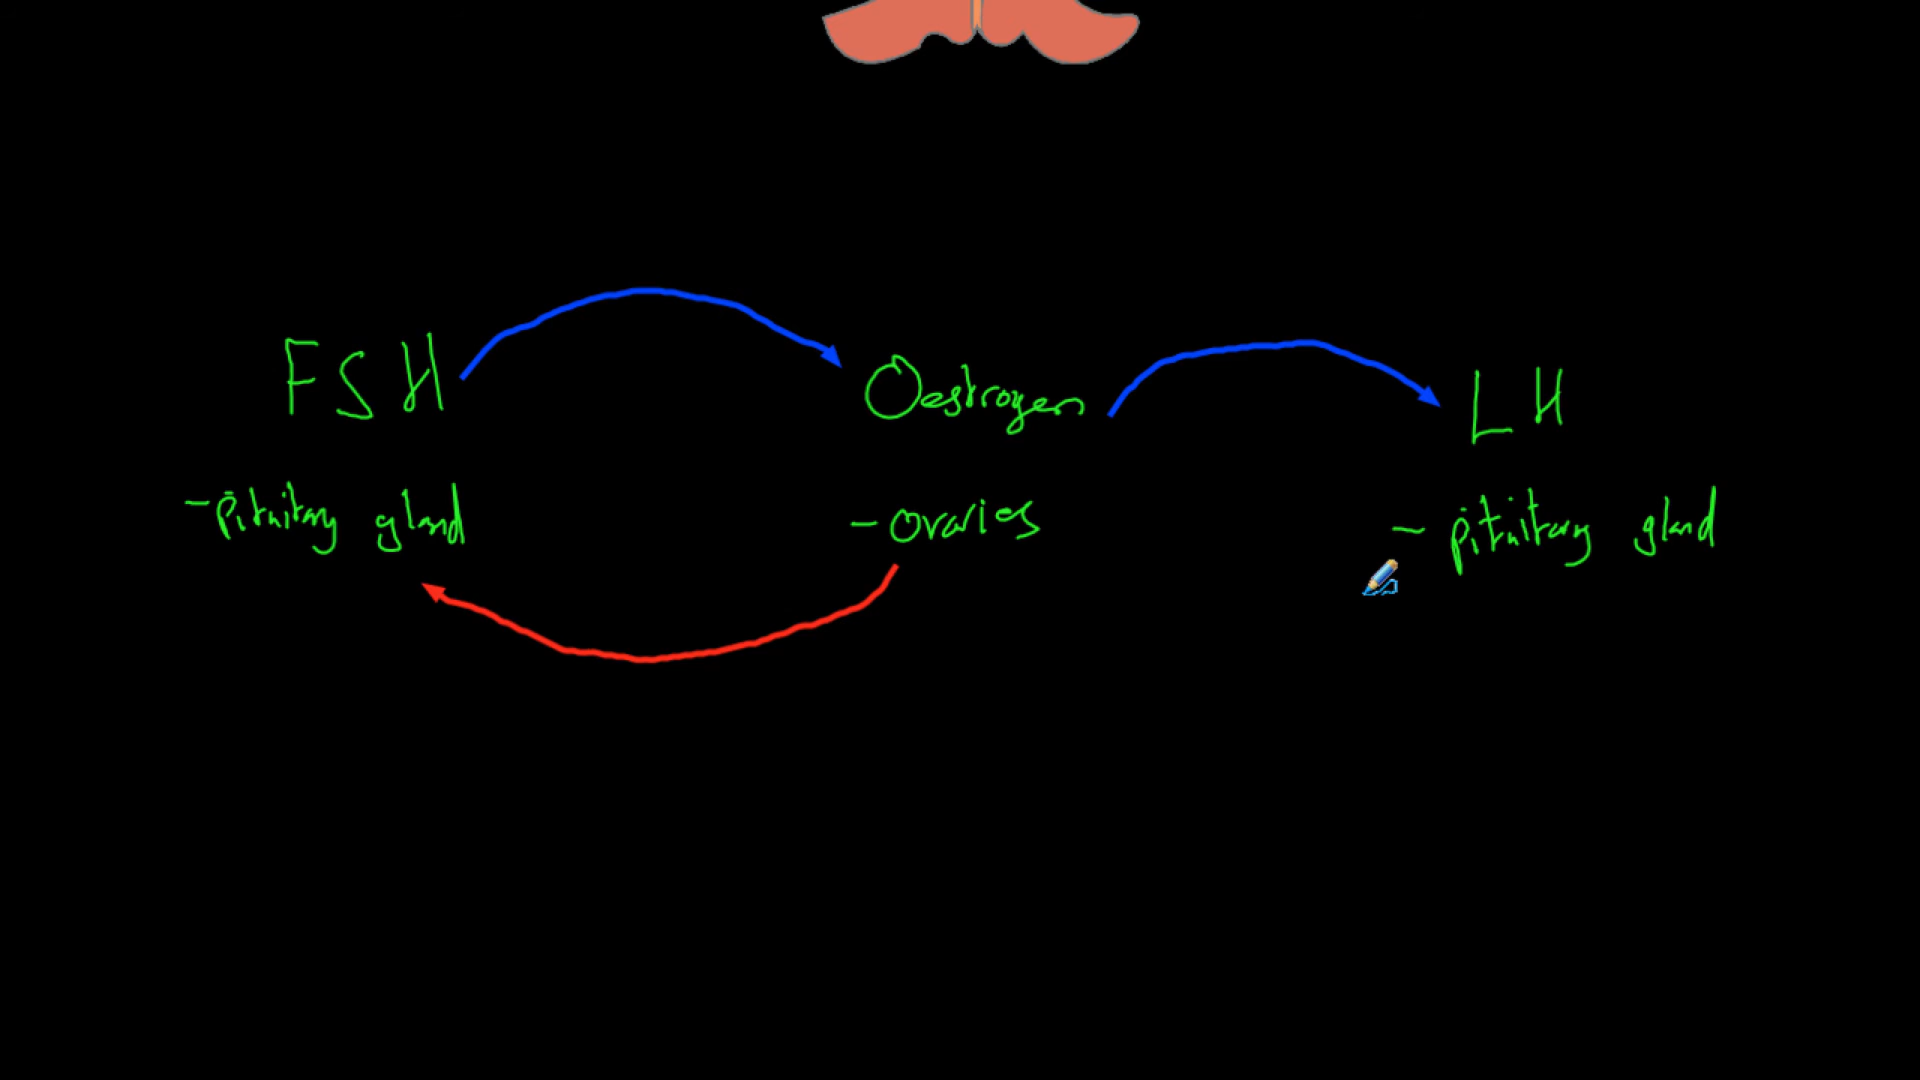 FSH
Oestrogen
LH
- Pituitary gland
- Ovaries
- pituitary gland